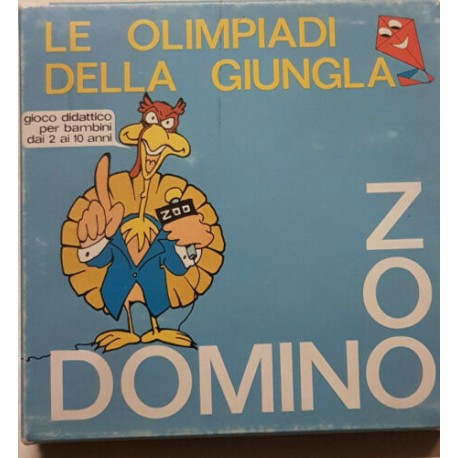 LE OLIMPIADI
DELLA GIUNGLA
gioco didattico
per bambini
dai 2 ai 10 anni
ZOO
ZOO
DOMINO